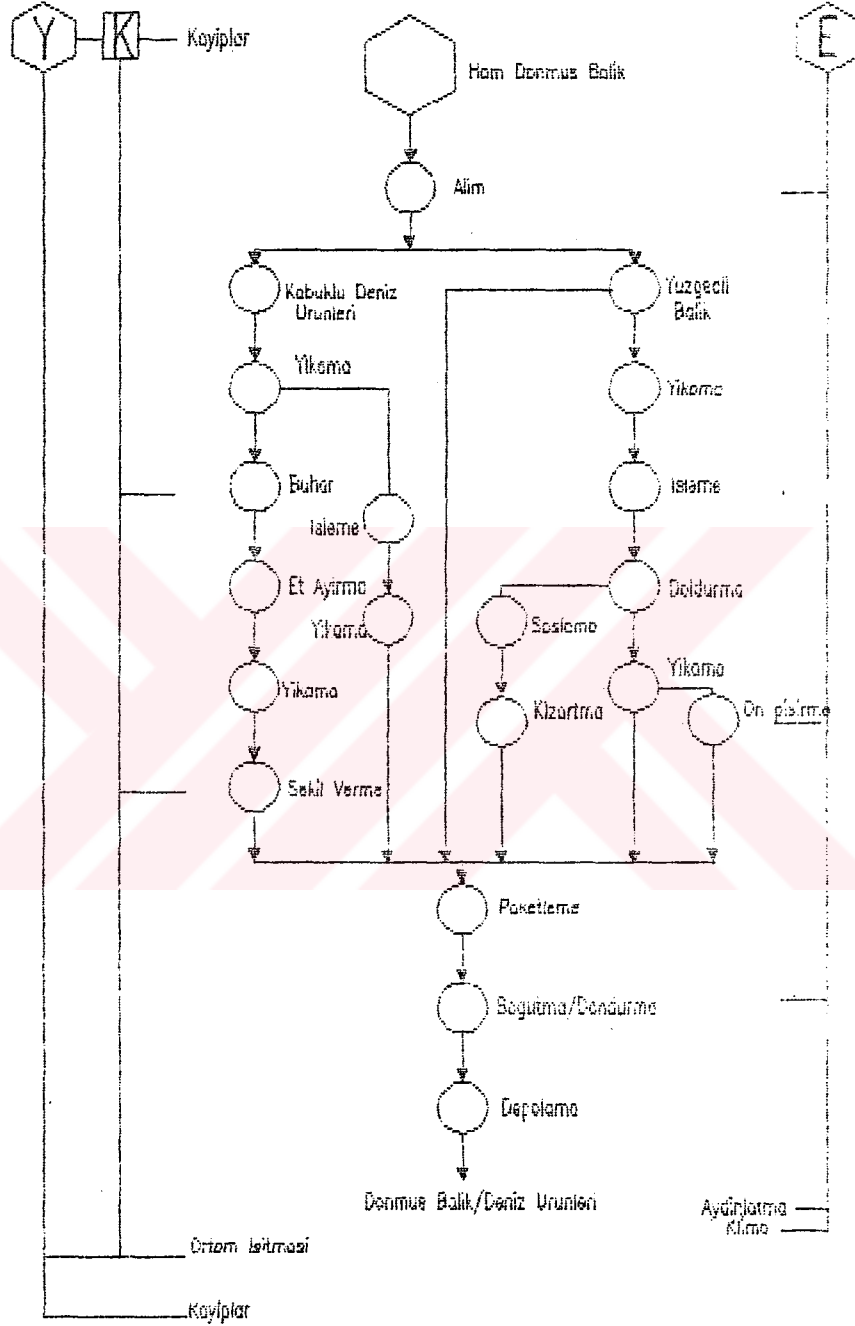 Y
K
Kayiplar
E
Ham Donmus Balik
Alim
Kabuklu Deniz
Urunleri
Yuzgecli
Balik
Yikama
Yikama
Buhar
Isleme
Isleme
Et Ayirma
Yikama
Doldurma
Soslama
Yikama
Yikama
Kizartma
On pisirme
Sekil Verme
Paketleme
Sogutma/Dondurma
Depolama
Donmus Balik/Deniz Urunleri
Aydinlatma
Klima
Ortam Isitmasi
Kayiplar